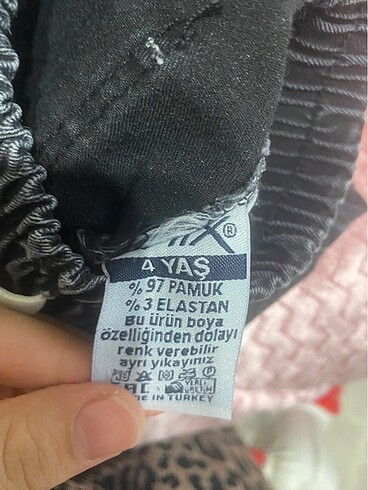 4 YAŞ
% 97 PAMUK
% 3 ELASTAN
Bu ürün boya
özelliğinden dolayı
renk verebilir
ayrı yıkayınız
YERLİ
ÜRETİM
MADE IN TURKEY